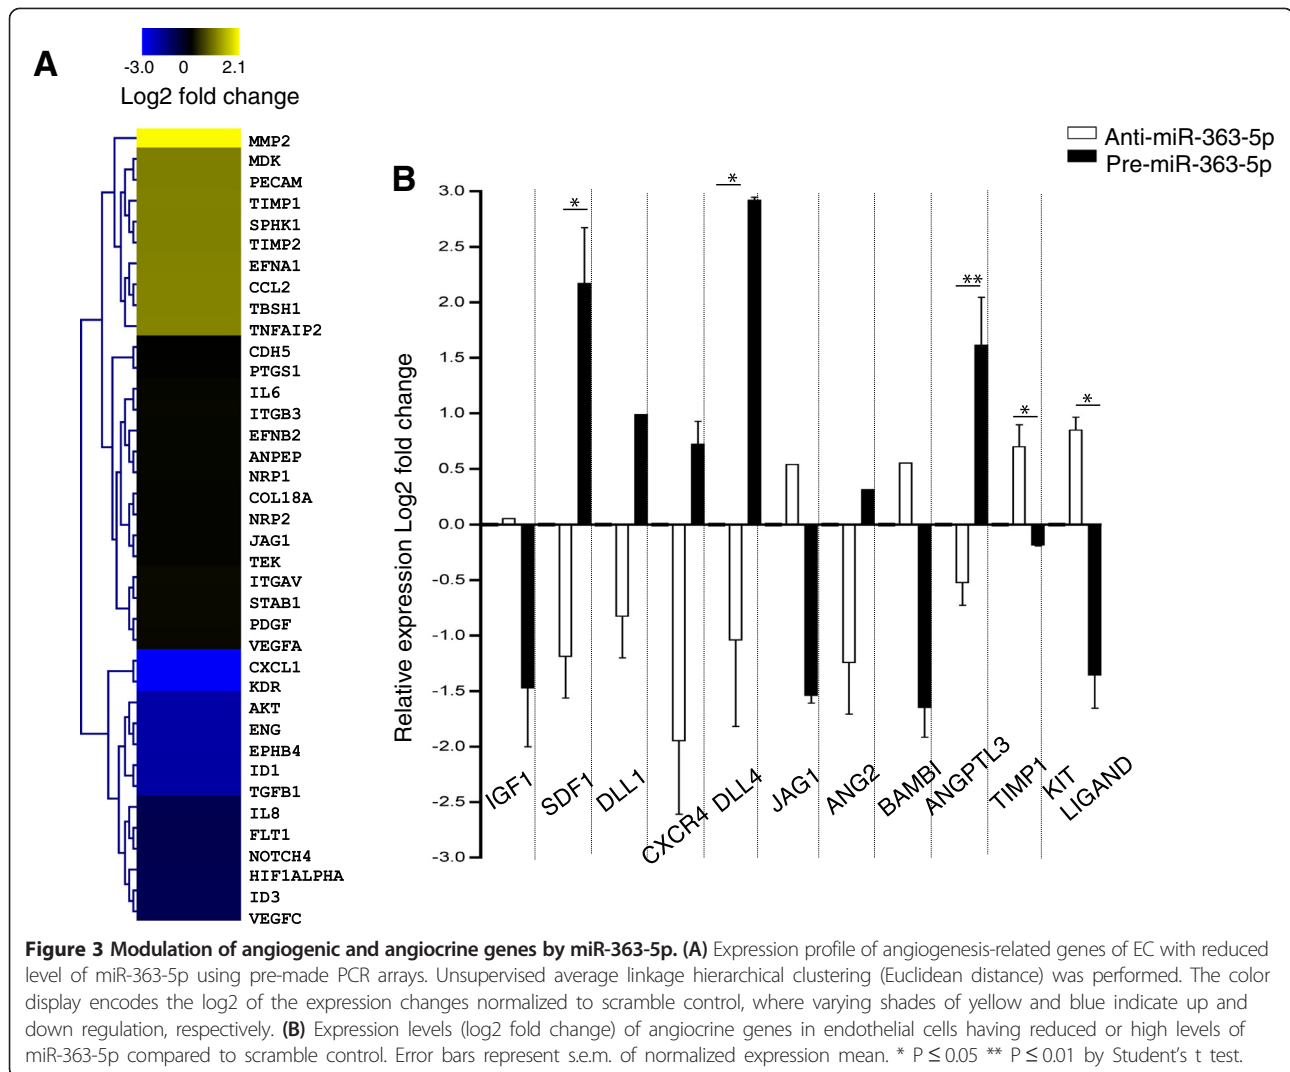 A
-3.0 0 2.1
Log2 fold change
MMP2
MDK
PECAM
TIMP1
SPHK1
TIMP2
EFNA1
CCL2
TBSH1
TNFAIP2
CDH5
PTGS1
IL6
ITGB3
EFNB2
ANPEP
NRP1
COL18A
NRP2
JAG1
TEK
ITGAV
STAB1
PDGF
VEGFA
CXCL1
KDR
AKT
ENG
EPHB4
ID1
TGFB1
IL8
FLT1
NOTCH4
HIF1ALPHA
ID3
VEGFC
B
Anti-miR-363-5p
Pre-miR-363-5p
Relative expression Log2 fold change
3.0
2.5
2.0
1.5
1.0
0.5
0.0
-0.5
-1.0
-1.5
-2.0
-2.5
-3.0
*
*
**
*
*
IGF1
SDF1
DLL1
CXCR4
DLL4
JAG1
ANG2
BAMBI
ANGPTL3
TIMP1
KIT
LIGAND
Figure 3 Modulation of angiogenic and angiocrine genes by miR-363-5p. (A) Expression profile of angiogenesis-related genes of EC with reduced
level of miR-363-5p using pre-made PCR arrays. Unsupervised average linkage hierarchical clustering (Euclidean distance) was performed. The color
display encodes the log2 of the expression changes normalized to scramble control, where varying shades of yellow and blue indicate up and
down regulation, respectively. (B) Expression levels (log2 fold change) of angiocrine genes in endothelial cells having reduced or high levels of
miR-363-5p compared to scramble control. Error bars represent s.e.m. of normalized expression mean. * P ≤ 0.05 ** P ≤ 0.01 by Student's t test.